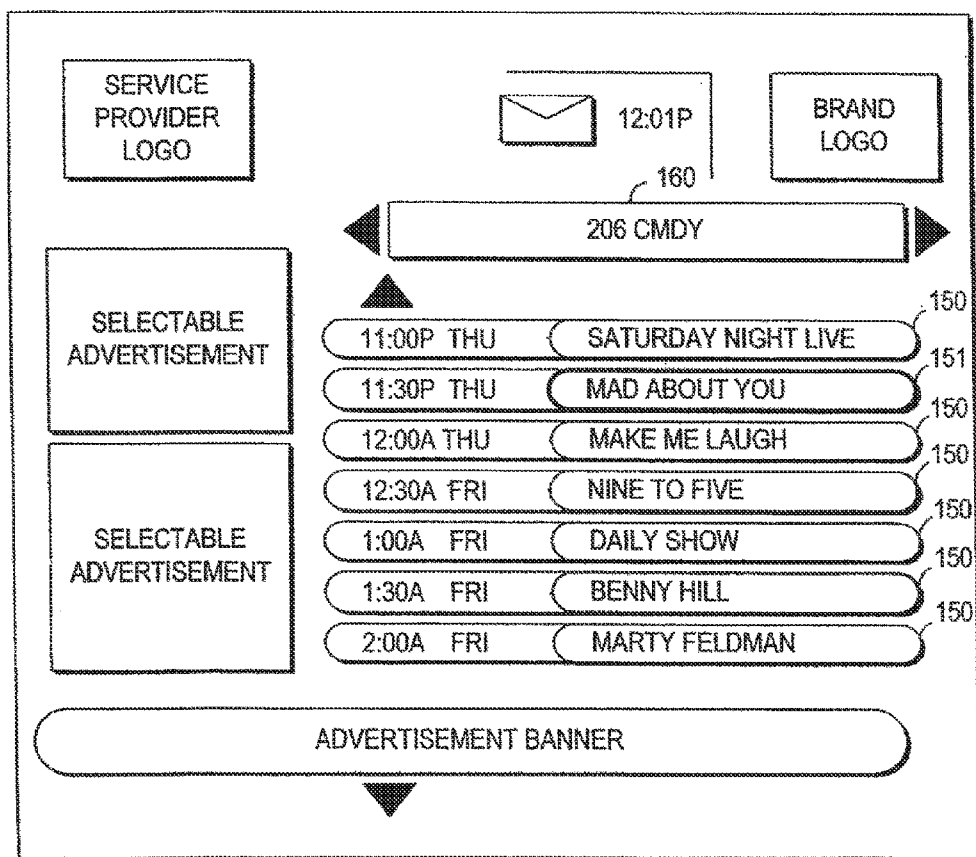 SERVICE
PROVIDER
LOGO
12:01P
BRAND
LOGO
160
206 CMDY
SELECTABLE
ADVERTISEMENT
150
11:00P THU SATURDAY NIGHT LIVE
151
11:30P THU MAD ABOUT YOU
150
12:00A THU MAKE ME LAUGH
150
12:30A FRI NINE TO FIVE
150
SELECTABLE
ADVERTISEMENT
1:00A FRI DAILY SHOW
150
1:30A FRI BENNY HILL
150
2:00A FRI MARTY FELDMAN
ADVERTISEMENT BANNER